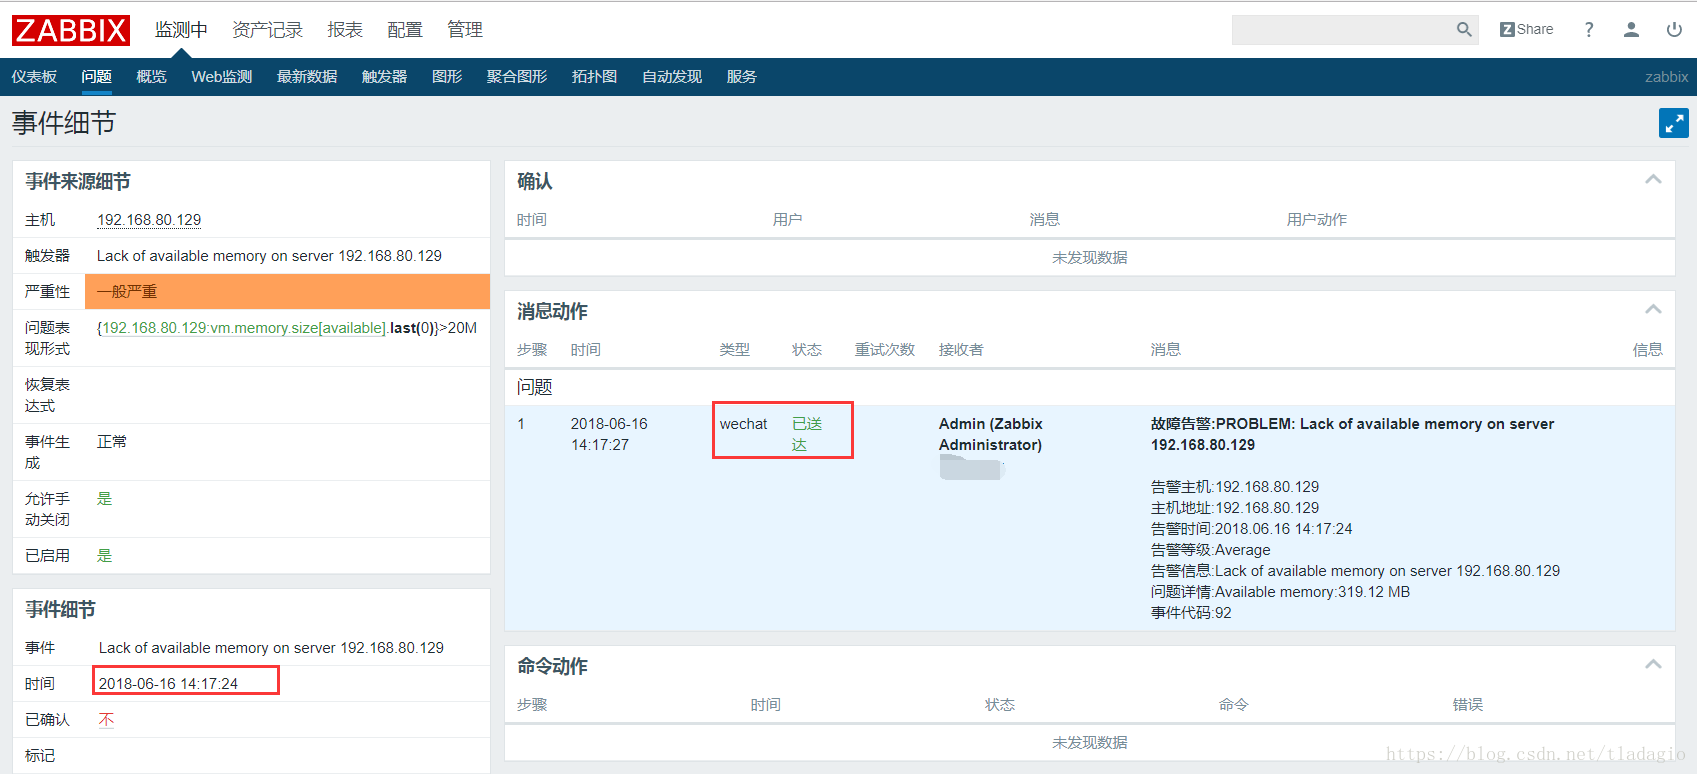 ZABBIX 监测中 资产记录 报表 配置 管理 Z Share ?
仪表板 问题 概览 Web监测 最新数据 触发器 图形 聚合图形 拓扑图 自动发现 服务 zabbix
事件细节
事件来源细节
主机 192.168.80.129
触发器 Lack of available memory on server 192.168.80.129
严重性 一般严重
问题表
现形式
{192.168.80.129:vm.memory.size[available].last(0)}>20M
恢复表
达式
事件生
成
正常
允许手
动关闭
是
已启用 是
事件细节
事件 Lack of available memory on server 192.168.80.129
时间 2018-06-16 14:17:24
已确认 不
标记
确认
时间 用户 消息 用户动作
未发现数据
消息动作
步骤 时间 类型 状态 重试次数 接收者 消息 信息
问题
1
2018-06-16
14:17:27
wechat
已送
达
Admin (Zabbix
Administrator)
故障告警:PROBLEM: Lack of available memory on server
192.168.80.129
告警主机:192.168.80.129
主机地址:192.168.80.129
告警时间:2018.06.16 14:17:24
告警等级:Average
告警信息:Lack of available memory on server 192.168.80.129
问题详情:Available memory:319.12 MB
事件代码:92
命令动作
步骤 时间 状态 命令 错误
未发现数据
https://blog.csdn.net/tladagio